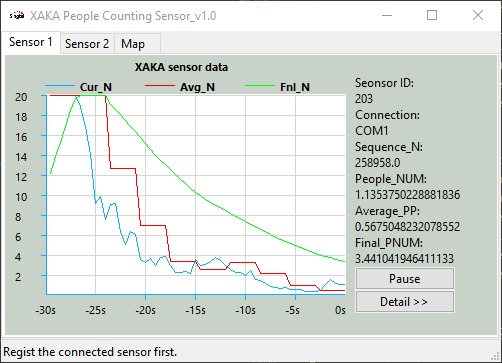 XAKA People Counting Sensor_v1.0
Sensor 1 Sensor 2 Map
XAKA sensor data
Cur_N Avg_N Fnl_N
20
18
16
14
12
10
8
6
4
2
-30s -25s -20s -15s -10s -5s 0s
Seonsor ID:
203
Connection:
COM1
Sequence_N:
258958.0
People_NUM:
1.1353750228881836
Average_PP:
0.5675048232078552
Final_PNUM:
3.441041946411133
Pause
Detail >>
Regist the connected sensor first.